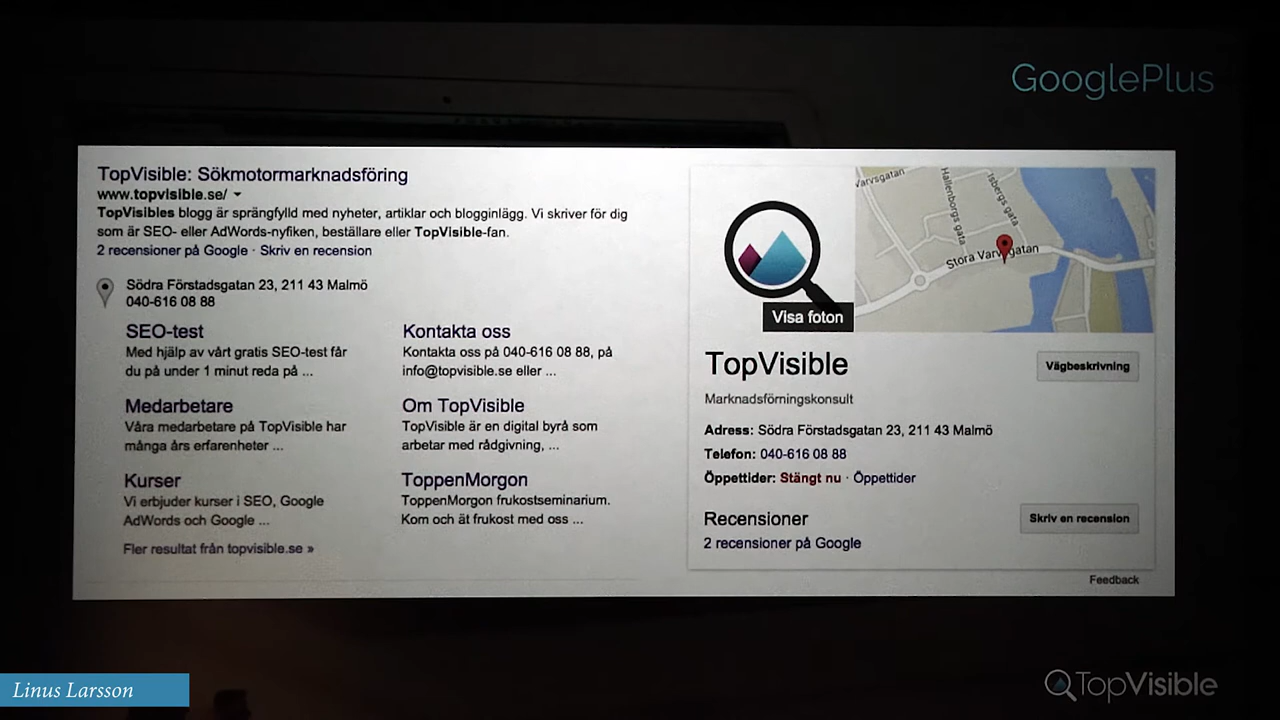 GooglePlus
TopVisible: Sökmotormarknadsföring
www.topvisible.se/
TopVisibles blogg är sprängfylld med nyheter, artiklar och blogginlägg. Vi skriver för dig
som är SEO- eller AdWords-nyfiken, beställare eller TopVisible-fan.
2 recensioner på Google · Skriv en recension
Södra Förstadsgatan 23, 211 43 Malmö
040-616 08 88
SEO-test
Med hjälp av vårt gratis SEO-test får
du på under 1 minut reda på ...
Kontakta oss
Kontakta oss på 040-616 08 88, på
info@topvisible.se eller ...
Medarbetare
Våra medarbetare på TopVisible har
många års erfarenheter ...
Om TopVisible
TopVisible är en digital byrå som
arbetar med rådgivning, ...
Kurser
Vi erbjuder kurser i SEO, Google
AdWords och Google ...
ToppenMorgon
ToppenMorgon frukostseminarium.
Kom och ät frukost med oss ...
Fler resultat från topvisible.se »
Varvsgatan
Hallenborgs gata
Isbergs gata
Stora Varvsgatan
Visa foton
TopVisible
Vägbeskrivning
Marknadsförningskonsult
Adress: Södra Förstadsgatan 23, 211 43 Malmö
Telefon: 040-616 08 88
Öppettider: Stängt nu · Öppettider
Recensioner
Skriv en recension
2 recensioner på Google
Feedback
Linus Larsson
TopVisible